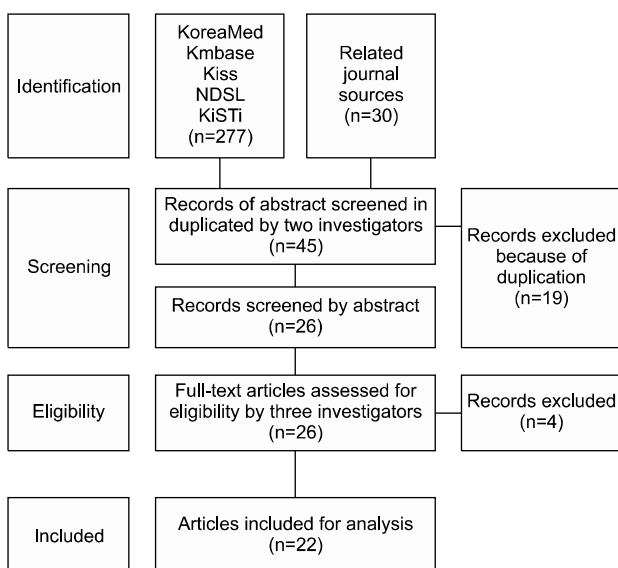 Identification
KoreaMed
Kmbase
Kiss
NDSL
KiSTi
(n=277)
Related
journal
sources
(n=30)
Screening
Records of abstract screened in
duplicated by two investigators
(n=45)
Records excluded
because of
duplication
(n=19)
Records screened by abstract
(n=26)
Eligibility
Full-text articles assessed for
eligibility by three investigators
(n=26)
Records excluded
(n=4)
Included
Articles included for analysis
(n=22)